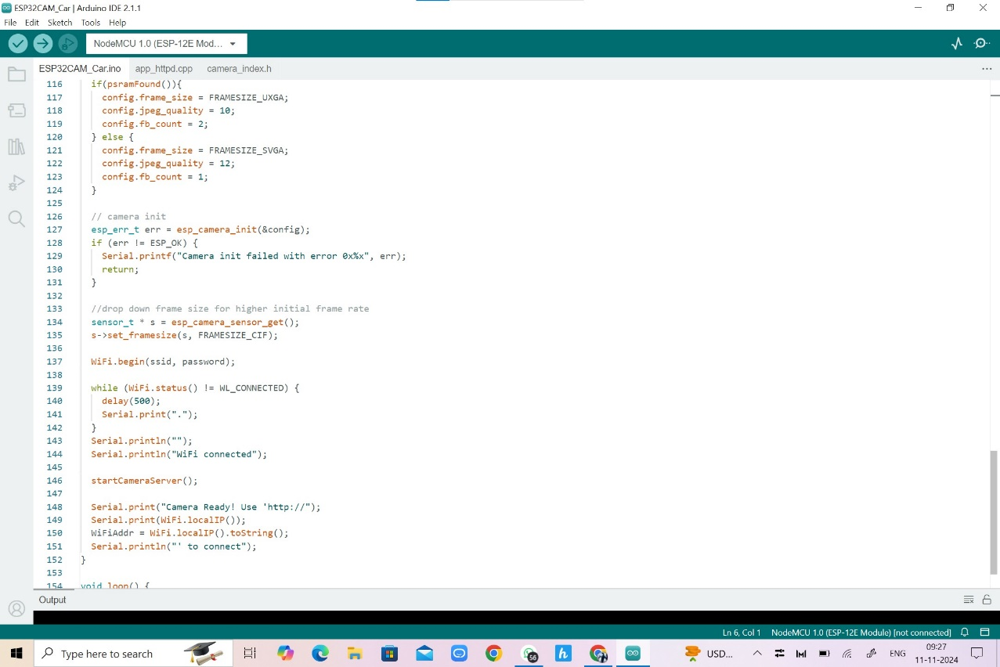 ESP32CAM_Car | Arduino IDE 2.1.1
File Edit Sketch Tools Help
NodeMCU 1.0 (ESP-12E Mod...
ESP32CAM_Car.ino app_httpd.cpp camera_index.h
116 if(psramFound()){
117 config.frame_size = FRAMESIZE_UXGA;
118 config.jpeg_quality = 10;
119 config.fb_count = 2;
120 } else {
121 config.frame_size = FRAMESIZE_SVGA;
122 config.jpeg_quality = 12;
123 config.fb_count = 1;
124 }
125
126 // camera init
127 esp_err_t err = esp_camera_init(&config);
128 if (err != ESP_OK) {
129 Serial.printf("Camera init failed with error 0x%x", err);
130 return;
131 }
132
133 //drop down frame size for higher initial frame rate
134 sensor_t * s = esp_camera_sensor_get();
135 s->set_framesize(s, FRAMESIZE_CIF);
136
137 WiFi.begin(ssid, password);
138
139 while (WiFi.status() != WL_CONNECTED) {
140 delay(500);
141 Serial.print(".");
142 }
143 Serial.println("");
144 Serial.println("WiFi connected");
145
146 startCameraServer();
147
148 Serial.print("Camera Ready! Use 'http://");
149 Serial.print(WiFi.localIP());
150 WiFiAddr = WiFi.localIP().toString();
151 Serial.println("' to connect");
152 }
153
154 void loop() {
Output
Ln 6, Col 1 NodeMCU 1.0 (ESP-12E Module) [not connected]
Type here to search
56
h
USD...
ENG
09:27
11-11-2024